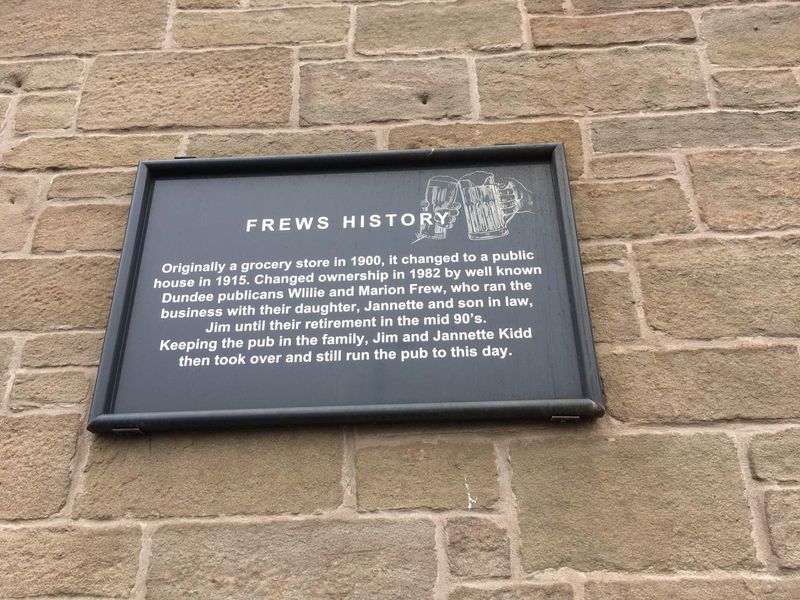 FREWS HISTORY
Originally a grocery store in 1900, it changed to a public
house in 1915. Changed ownership in 1982 by well known
Dundee publicans Wlilie and Marion Frew, who ran the
business with their daughter, Jannette and son in law,
Jim until their retirement in the mid 90's.
Keeping the pub in the family, Jim and Jannette Kidd
then took over and still run the pub to this day.